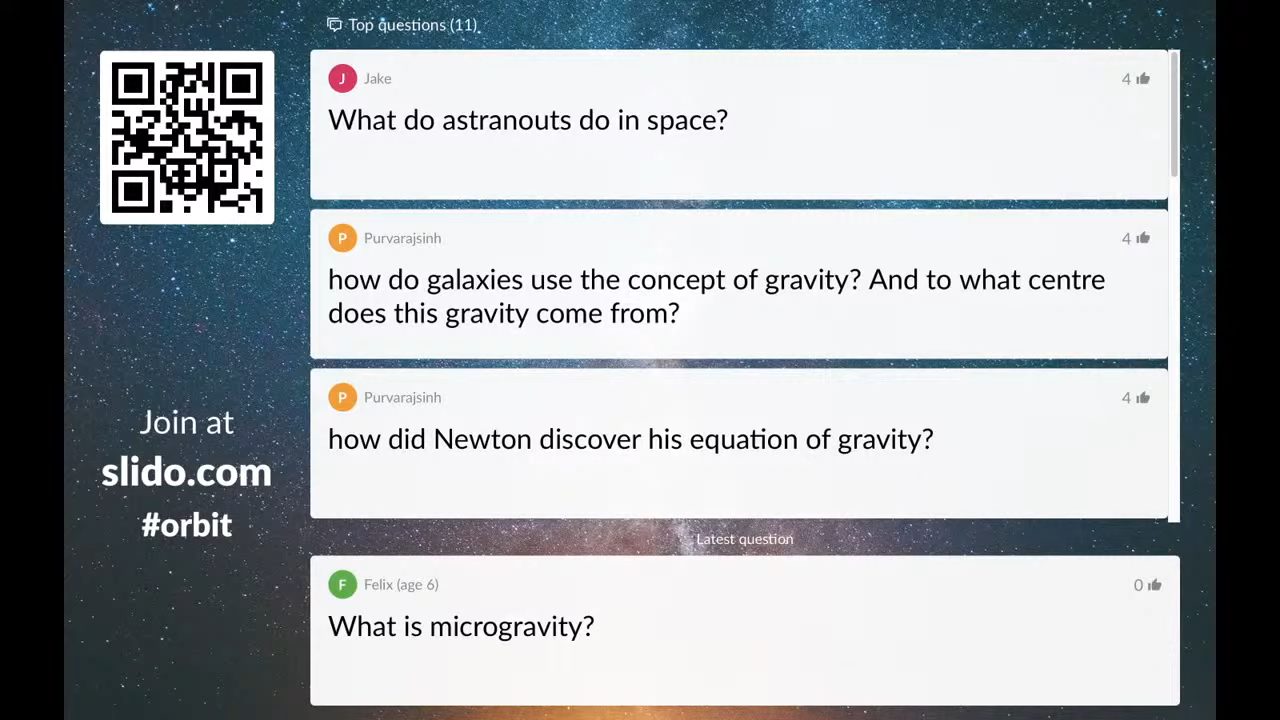 Top questions (11)
J Jake 4
What do astranouts do in space?
P Purvarajsinh 4
how do galaxies use the concept of gravity? And to what centre
does this gravity come from?
P Purvarajsinh 4
how did Newton discover his equation of gravity?
Join at
slido.com
#orbit
Latest question
F Felix (age 6) 0
What is microgravity?